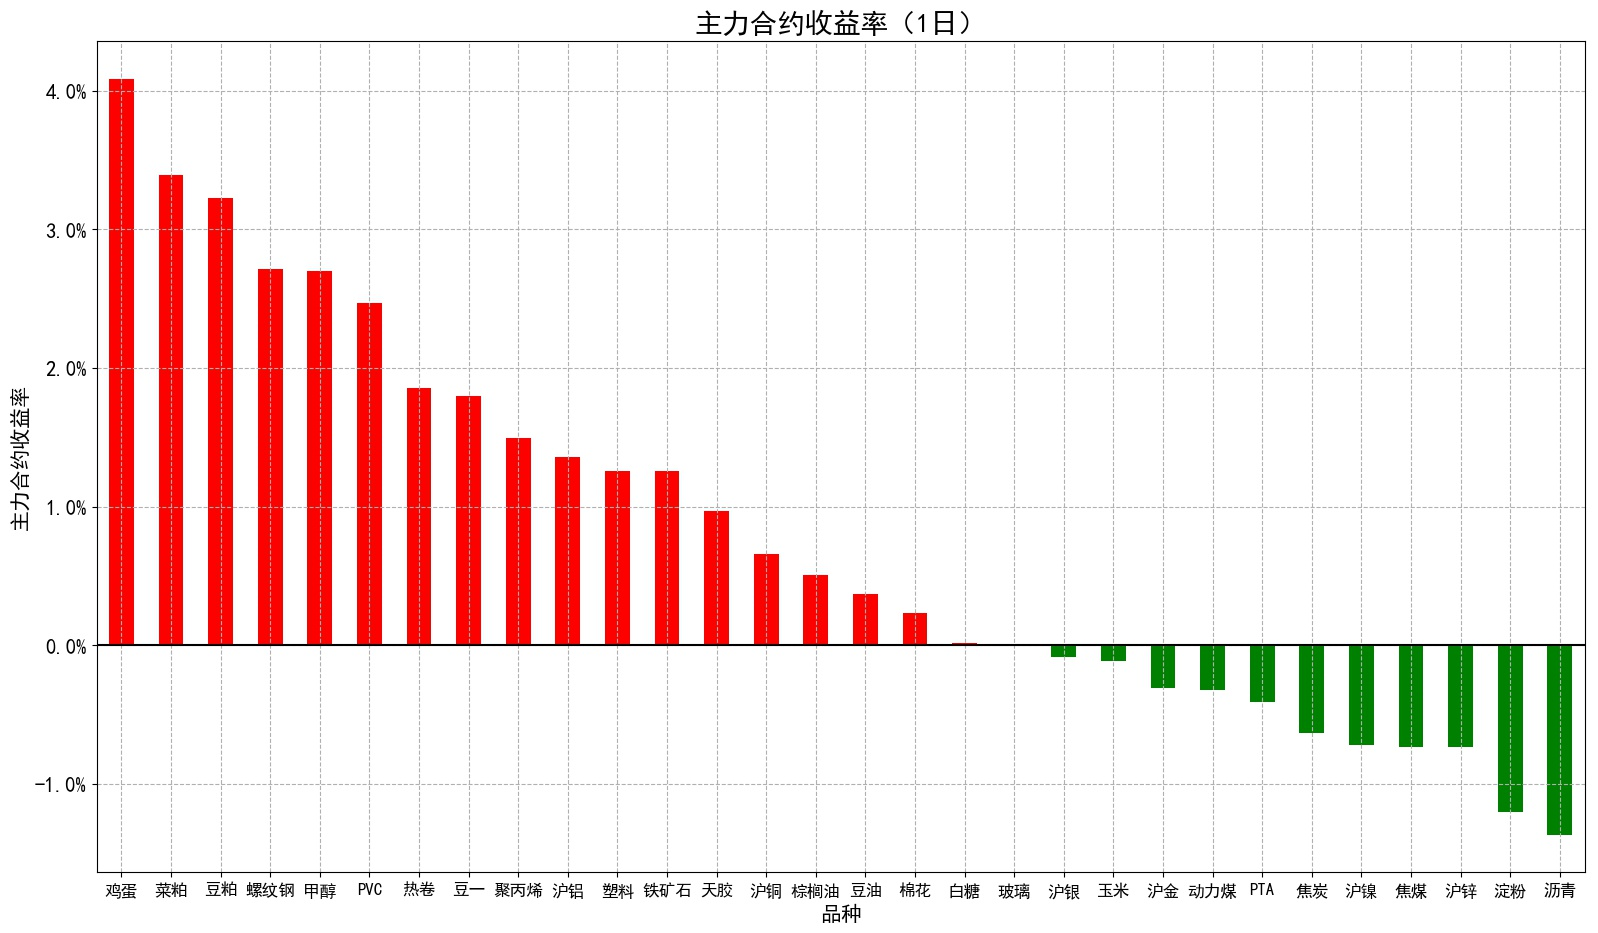 主力合约收益率（1日）
4.0%
3.0%
2.0%
1.0%
0.0%
-1.0%
主力合约收益率
鸡蛋 菜粕 豆粕 螺纹钢 甲醇 PVC 热卷 豆一 聚丙烯 沪铝 塑料 铁矿石 天胶 沪铜 棕榈油 豆油 棉花 白糖 玻璃 沪银 玉米 沪金 动力煤 PTA 焦炭 沪镍 焦煤 沪锌 淀粉 沥青
品种